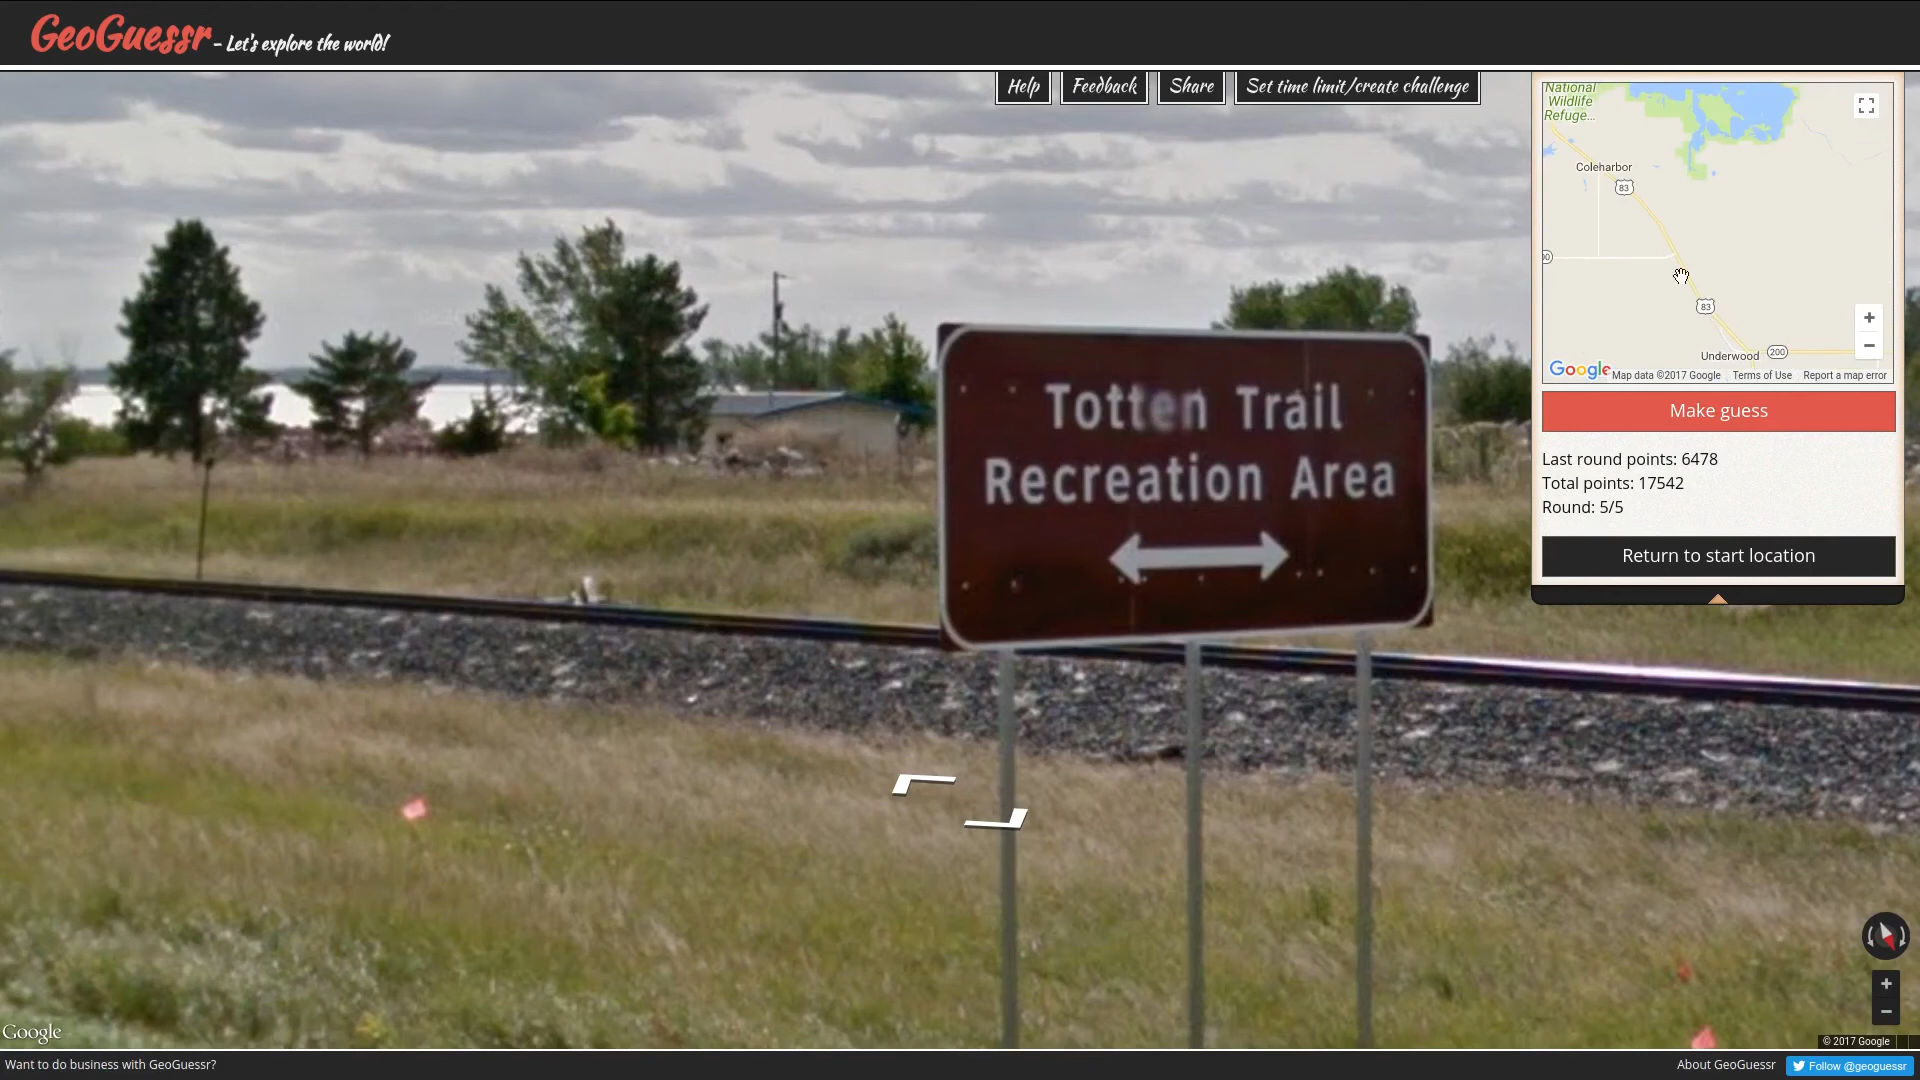 GeoGuessr - Let's explore the world!
Help Feedback Share Set time limit/create challenge
National
Wildlife
Refuge...
Coleharbor
83
00
83
Underwood 200
Google Map data ©2017 Google Terms of Use Report a map error
Make guess
Last round points: 6478
Total points: 17542
Round: 5/5
Return to start location
Totten Trail
Recreation Area
Google
© 2017 Google
Want to do business with GeoGuessr? About GeoGuessr Follow @geoguessr